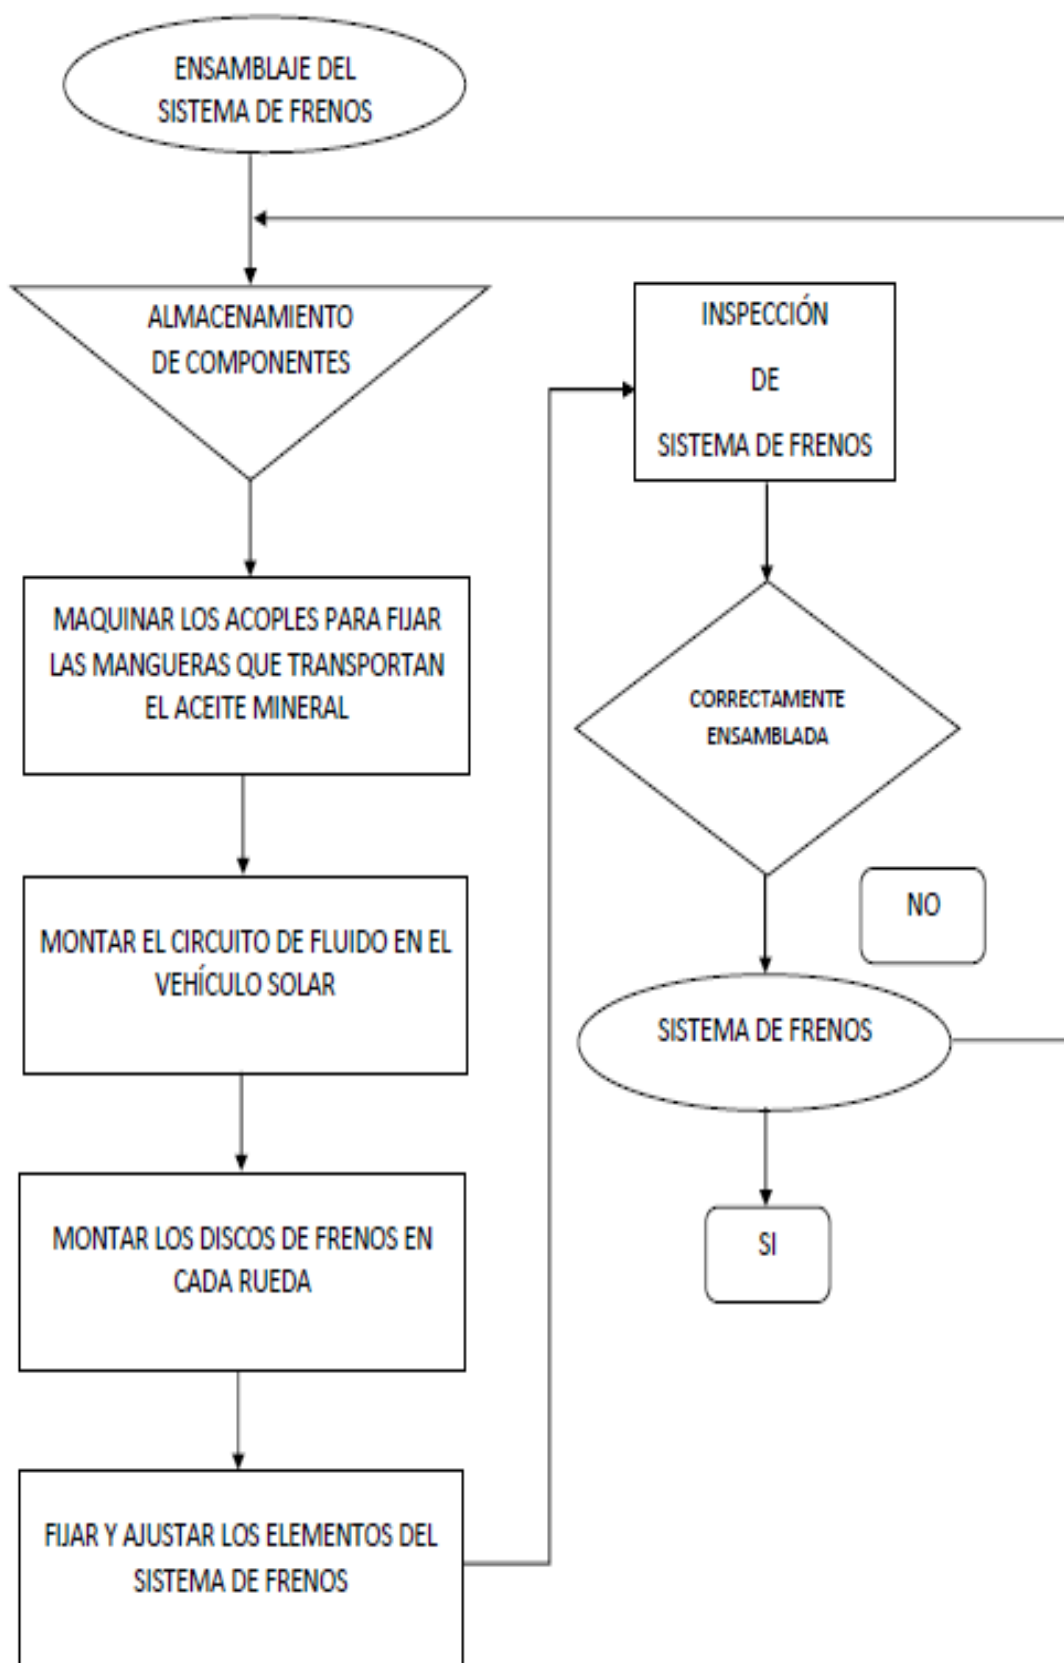 ENSAMBLAJE DEL
SISTEMA DE FRENOS
ALMACENAMIENTO
DE COMPONENTES
MAQUINAR LOS ACOPLES PARA FIJAR
LAS MANGUERAS QUE TRANSPORTAN
EL ACEITE MINERAL
MONTAR EL CIRCUITO DE FLUIDO EN EL
VEHÍCULO SOLAR
MONTAR LOS DISCOS DE FRENOS EN
CADA RUEDA
FIJAR Y AJUSTAR LOS ELEMENTOS DEL
SISTEMA DE FRENOS
INSPECCIÓN
DE
SISTEMA DE FRENOS
CORRECTAMENTE
ENSAMBLADA
NO
SISTEMA DE FRENOS
SI